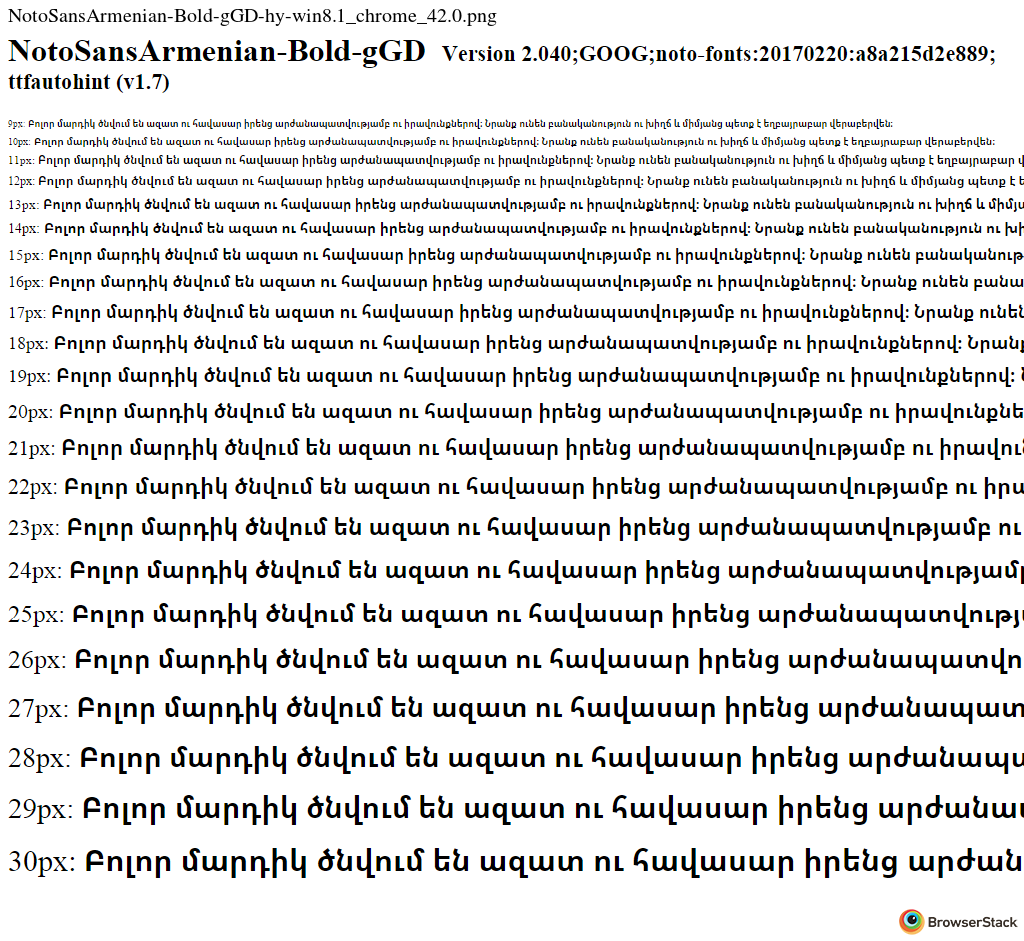 NotoSansArmenian-Bold-gGD-hy-win8.1_chrome_42.0.png
NotoSansArmenian-Bold-gGD Version 2.040;GOOG;noto-fonts:20170220:a8a215d2e889;
ttfautohint (v1.7)
9px: Բոլոր մարդիկ ծնվում են ազատ ու հավասար իրենց արժանապատվությամբ ու իրավունքներով։ Նրանք ունեն բանականություն ու խիղճ և միմյանց պետք է եղբայրաբար վերաբերվեն։
10px: Բոլոր մարդիկ ծնվում են ազատ ու հավասար իրենց արժանապատվությամբ ու իրավունքներով։ Նրանք ունեն բանականություն ու խիղճ և միմյանց պետք է եղբայրաբար վերաբերվեն։
11px: Բոլոր մարդիկ ծնվում են ազատ ու հավասար իրենց արժանապատվությամբ ու իրավունքներով։ Նրանք ունեն բանականություն ու խիղճ և միմյանց պետք է եղբայրաբար
12px: Բոլոր մարդիկ ծնվում են ազատ ու հավասար իրենց արժանապատվությամբ ու իրավունքներով։ Նրանք ունեն բանականություն ու խիղճ և միմյանց պետք է
13px: Բոլոր մարդիկ ծնվում են ազատ ու հավասար իրենց արժանապատվությամբ ու իրավունքներով։ Նրանք ունեն բանականություն ու խիղճ և միմյ
14px: Բոլոր մարդիկ ծնվում են ազատ ու հավասար իրենց արժանապատվությամբ ու իրավունքներով։ Նրանք ունեն բանականություն ու խի
15px: Բոլոր մարդիկ ծնվում են ազատ ու հավասար իրենց արժանապատվությամբ ու իրավունքներով։ Նրանք ունեն բանականութ
16px: Բոլոր մարդիկ ծնվում են ազատ ու հավասար իրենց արժանապատվությամբ ու իրավունքներով։ Նրանք ունեն բանա
17px: Բոլոր մարդիկ ծնվում են ազատ ու հավասար իրենց արժանապատվությամբ ու իրավունքներով։ Նրանք ունեն
18px: Բոլոր մարդիկ ծնվում են ազատ ու հավասար իրենց արժանապատվությամբ ու իրավունքներով։ Նրանք
19px: Բոլոր մարդիկ ծնվում են ազատ ու հավասար իրենց արժանապատվությամբ ու իրավունքներով։
20px: Բոլոր մարդիկ ծնվում են ազատ ու հավասար իրենց արժանապատվությամբ ու իրավունքնե
21px: Բոլոր մարդիկ ծնվում են ազատ ու հավասար իրենց արժանապատվությամբ ու իրավու
22px: Բոլոր մարդիկ ծնվում են ազատ ու հավասար իրենց արժանապատվությամբ ու իրա
23px: Բոլոր մարդիկ ծնվում են ազատ ու հավասար իրենց արժանապատվությամբ ու
24px: Բոլոր մարդիկ ծնվում են ազատ ու հավասար իրենց արժանապատվությամբ
25px: Բոլոր մարդիկ ծնվում են ազատ ու հավասար իրենց արժանապատվությ
26px: Բոլոր մարդիկ ծնվում են ազատ ու հավասար իրենց արժանապատվո
27px: Բոլոր մարդիկ ծնվում են ազատ ու հավասար իրենց արժանապատ
28px: Բոլոր մարդիկ ծնվում են ազատ ու հավասար իրենց արժանապա
29px: Բոլոր մարդիկ ծնվում են ազատ ու հավասար իրենց արժանա
30px: Բոլոր մարդիկ ծնվում են ազատ ու հավասար իրենց արժան
BrowserStack